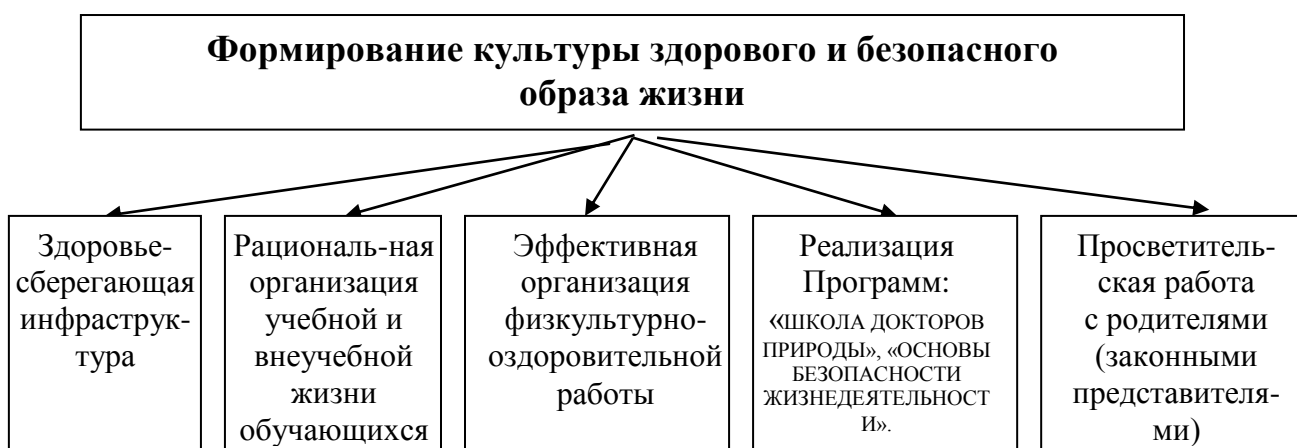 Формирование культуры здорового и безопасного
образа жизни
Здоровье-
сберегающая
инфраструк-
тура
Рациональ-ная
организация
учебной и
внеучебной
жизни
обучающихся
Эффективная
организация
физкультурно-
оздоровительной
работы
Реализация
Программ:
«ШКОЛА ДОКТОРОВ
ПРИРОДЫ», «ОСНОВЫ
БЕЗОПАСНОСТИ
ЖИЗНЕДЕЯТЕЛЬНОСТ
И».
Просветитель-
ская работа
с родителями
(законными
представителя-
ми)